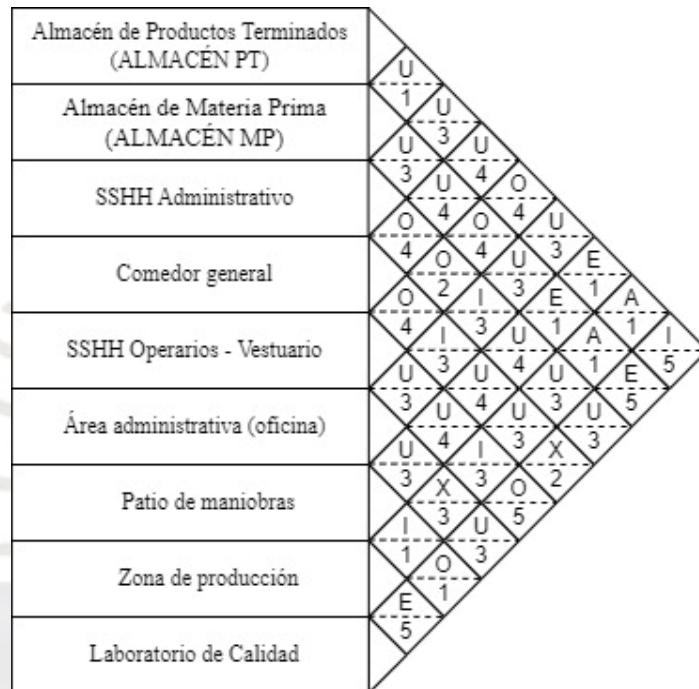 Almacén de Productos Terminados
(ALMACÉN PT)
U
1
Almacén de Materia Prima
(ALMACÉN MP)
U
3
U U
3 4
SSHH Administrativo
U O
4 4
O O U
4 4 3
Comedor general
O U E
2 3 1
O I E A
4 3 1 1
SSHH Operarios - Vestuario
I U A I
3 4 1 5
U U U E
3 4 3 5
Área administrativa (oficina)
U U U
4 3 3
U I X
3 3 2
Patio de maniobras
X O
3 5
I U
1 3
Zona de producción
O
1
E
5
Laboratorio de Calidad